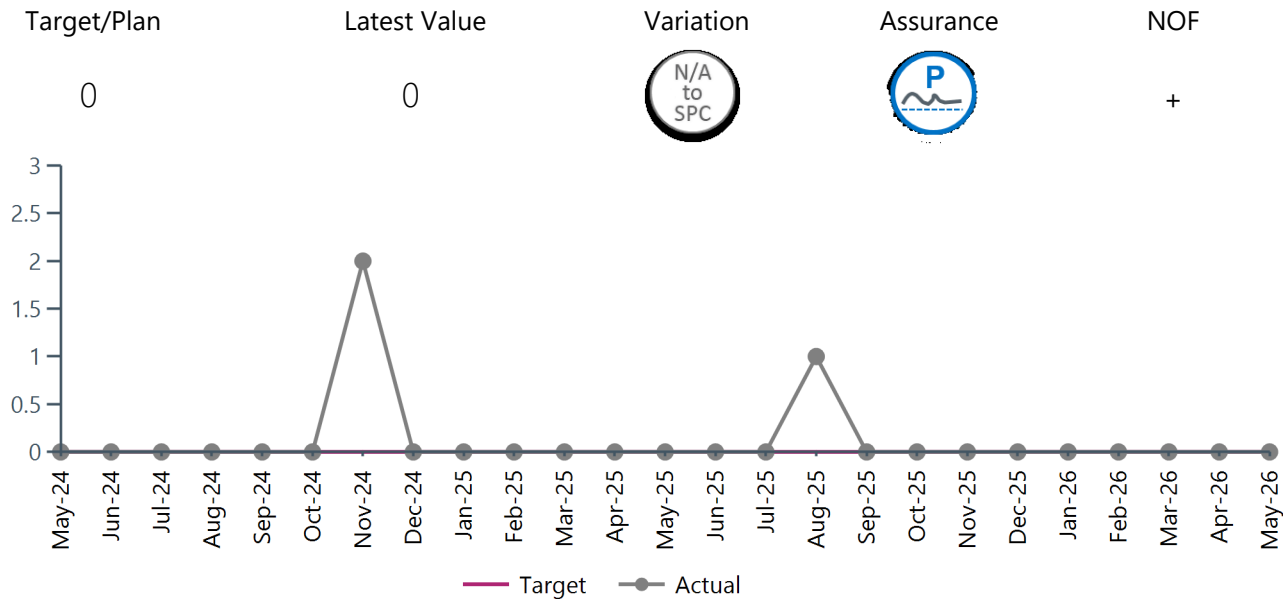 Target/Plan Latest Value Variation Assurance NOF
0 0 N/A to SPC P +
3
2.5
2
1.5
1
0.5
0
May-24 Jun-24 Jul-24 Aug-24 Sep-24 Oct-24 Nov-24 Dec-24 Jan-25 Feb-25 Mar-25 Apr-25 May-25 Jun-25 Jul-25 Aug-25 Sep-25 Oct-25 Nov-25 Dec-25 Jan-26 Feb-26 Mar-26 Apr-26 May-26
Target Actual